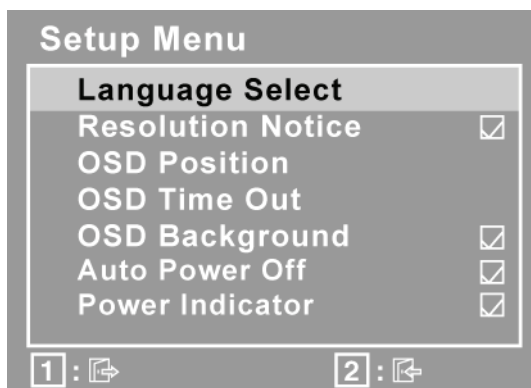 Setup Menu
Language Select
Resolution Notice
OSD Position
OSD Time Out
OSD Background
Auto Power Off
Power Indicator
1 : 2 :